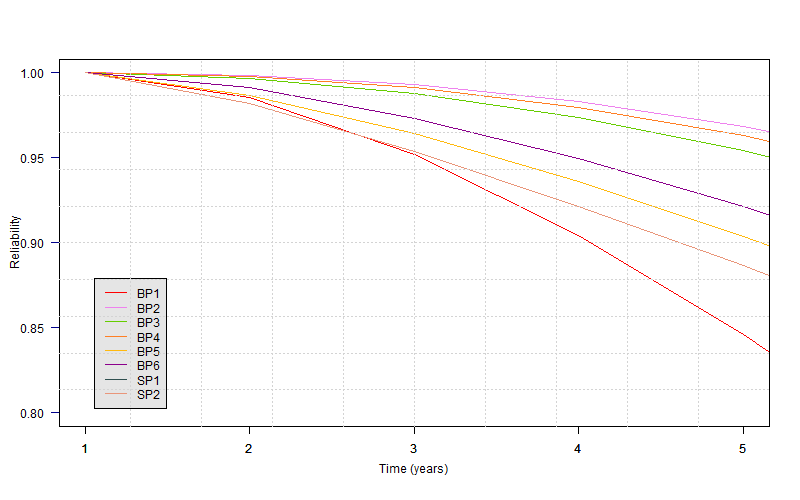 1.00
0.95
0.90
0.85
0.80
Reliability
BP1
BP2
BP3
BP4
BP5
BP6
SP1
SP2
1 2 3 4 5
Time (years)